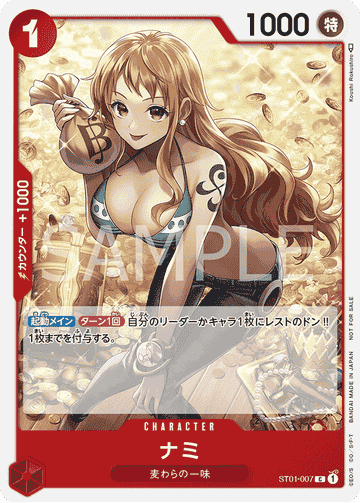 1
1000
特
Koushi Rokushiro
カウンター +1000
SAMPLE
起動メイン ターン1回 自分のリーダーかキャラ1枚にレストのドン!!
1枚までを付与する。
CHARACTER
ナミ
麦わらの一味
ST01-007 C 1
BANDAI MADE IN JAPAN NOT FOR SALE